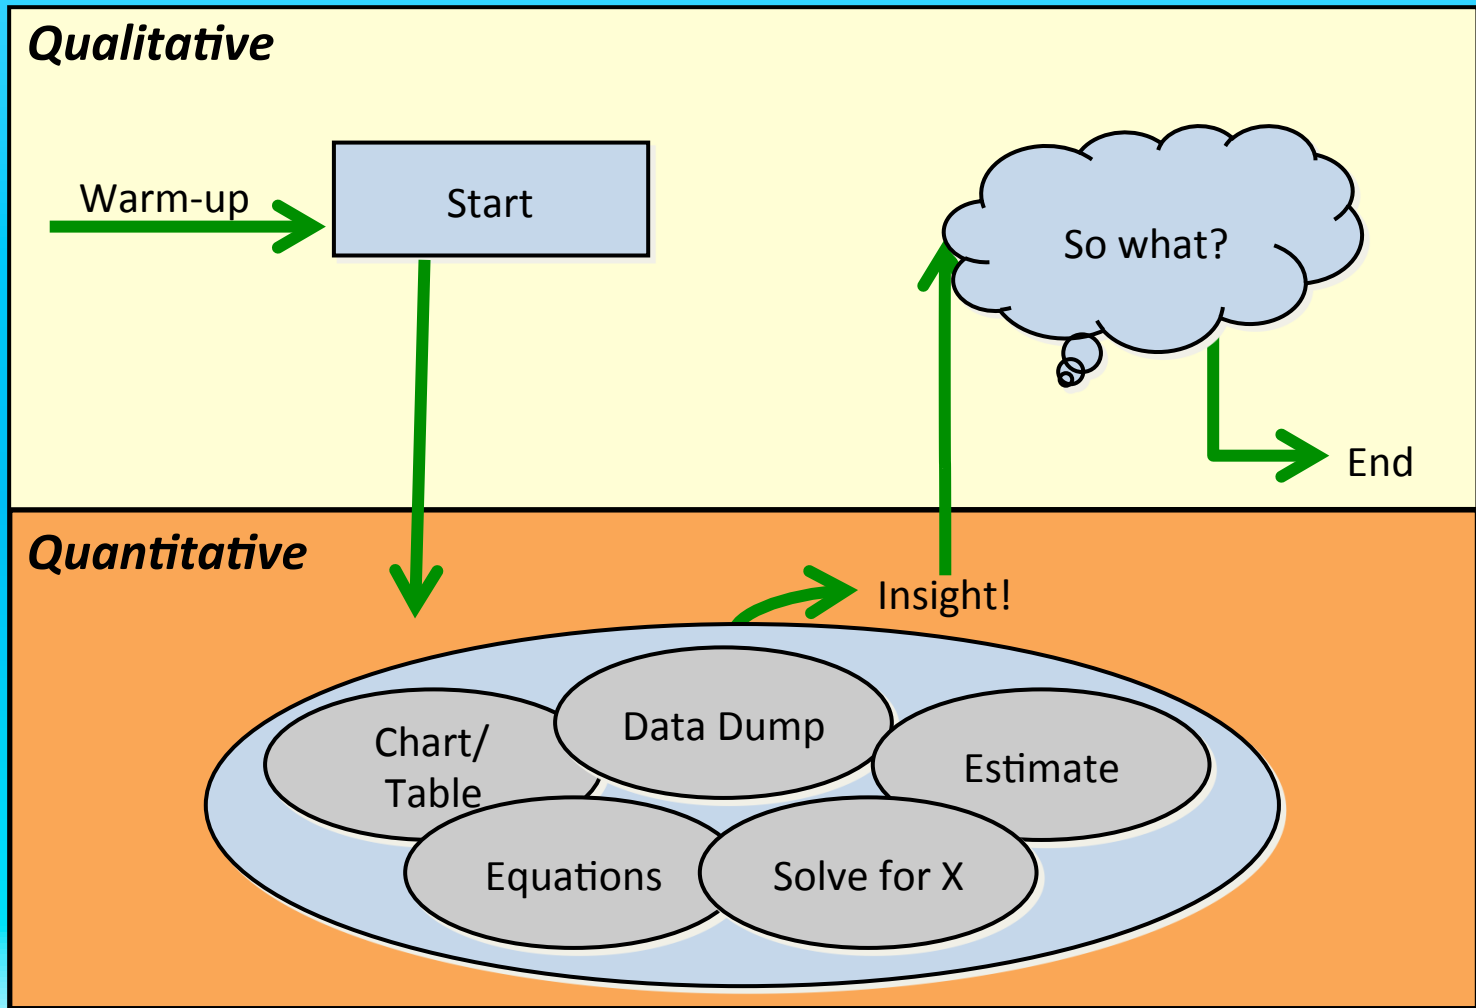 Qualitative
Warm-up
Start
So what?
End
Quantitative
Insight!
Chart/
Table
Data Dump
Estimate
Equations
Solve for X